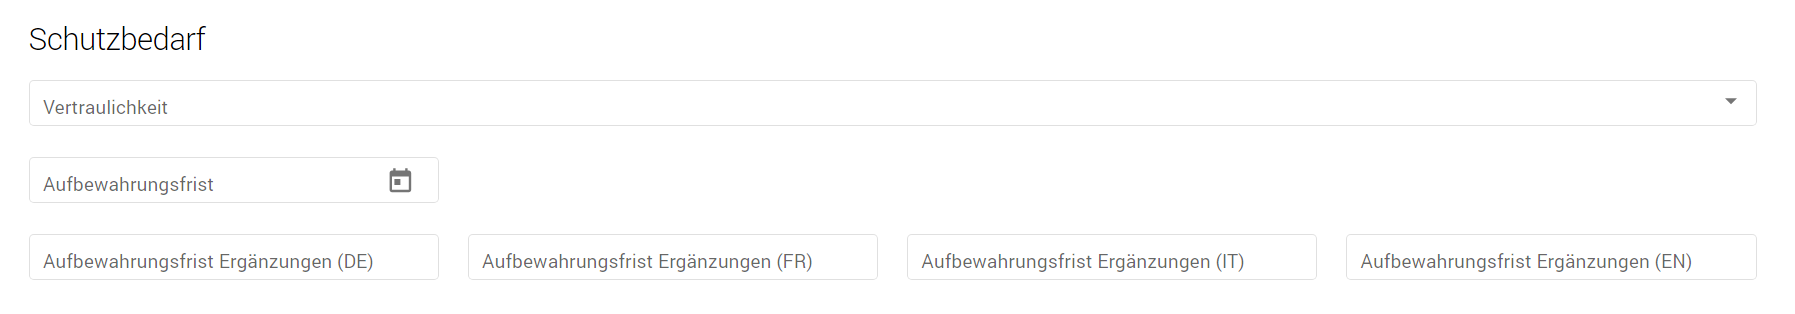 Schutzbedarf
Vertraulichkeit
Aufbewahrungsfrist
Aufbewahrungsfrist Ergänzungen (DE)
Aufbewahrungsfrist Ergänzungen (FR)
Aufbewahrungsfrist Ergänzungen (IT)
Aufbewahrungsfrist Ergänzungen (EN)